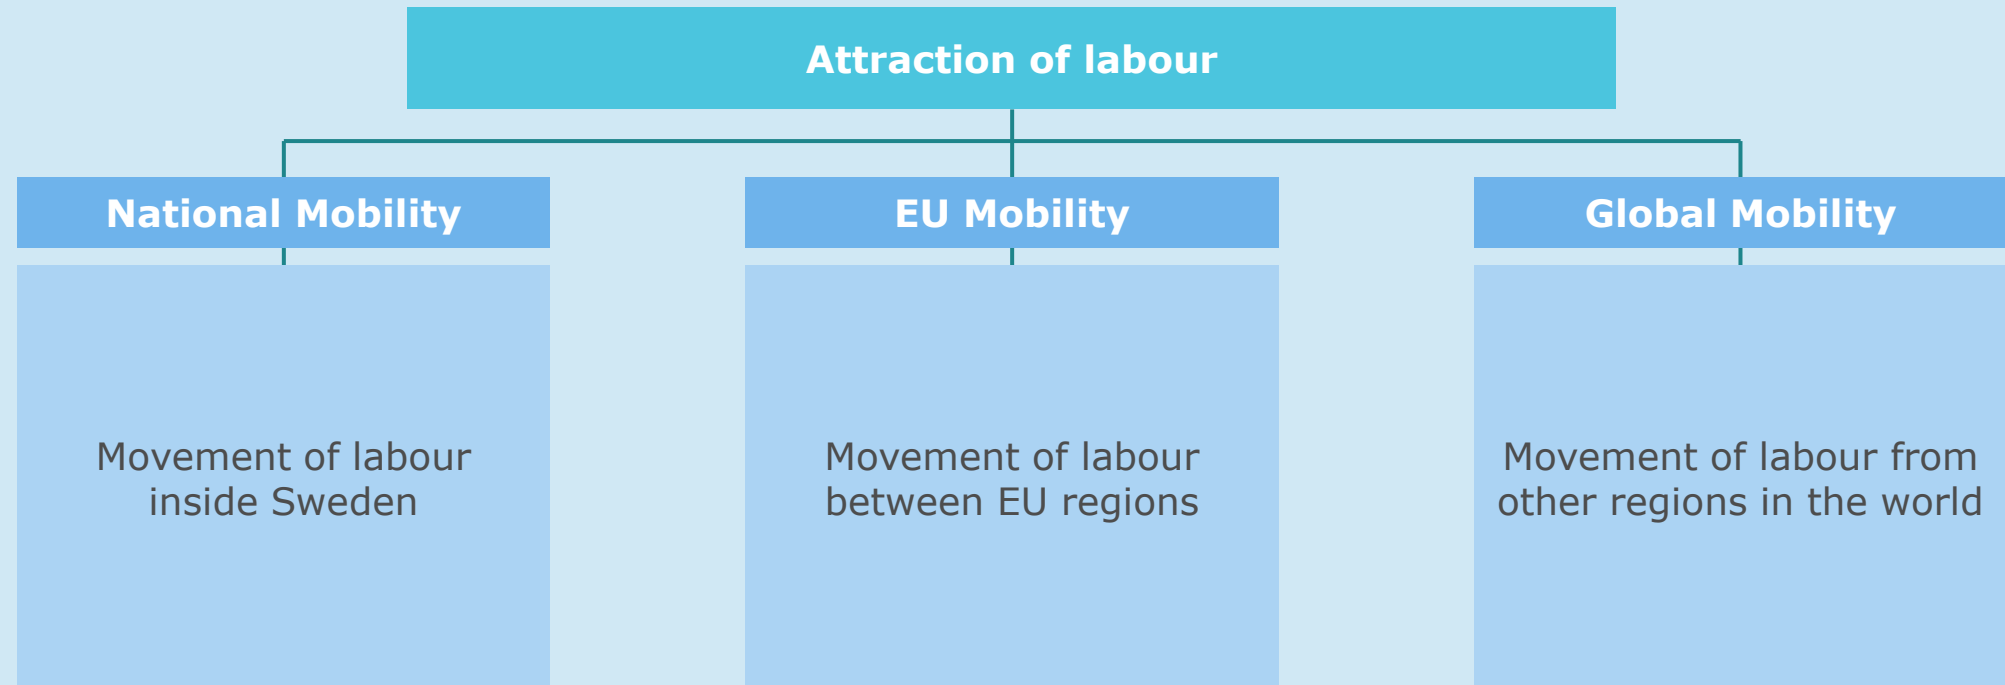 Attraction of labour
National Mobility
EU Mobility
Global Mobility
Movement of labour
inside Sweden
Movement of labour
between EU regions
Movement of labour from
other regions in the world